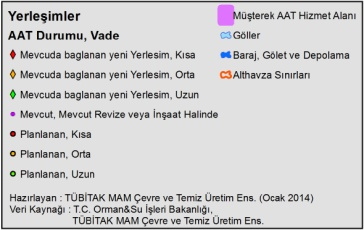 Yerleşimler
AAT Durumu, Vade
Mevcuda baglanan yeni Yerlesim, Kısa
Mevcuda baglanan yeni Yerlesim, Orta
Mevcuda baglanan yeni Yerlesim, Uzun
Mevcut, Mevcut Revize veya İnşaat Halinde
Planlanan, Kısa
Planlanan, Orta
Planlanan, Uzun
Müşterek AAT Hizmet Alanı
Göller
Baraj, Gölet ve Depolama
Althavza Sınırları
Hazırlayan : TÜBİTAK MAM Çevre ve Temiz Üretim Ens. (Ocak 2014)
Veri Kaynağı : T.C. Orman&Su İşleri Bakanlığı,
TÜBİTAK MAM Çevre ve Temiz Üretim Ens.